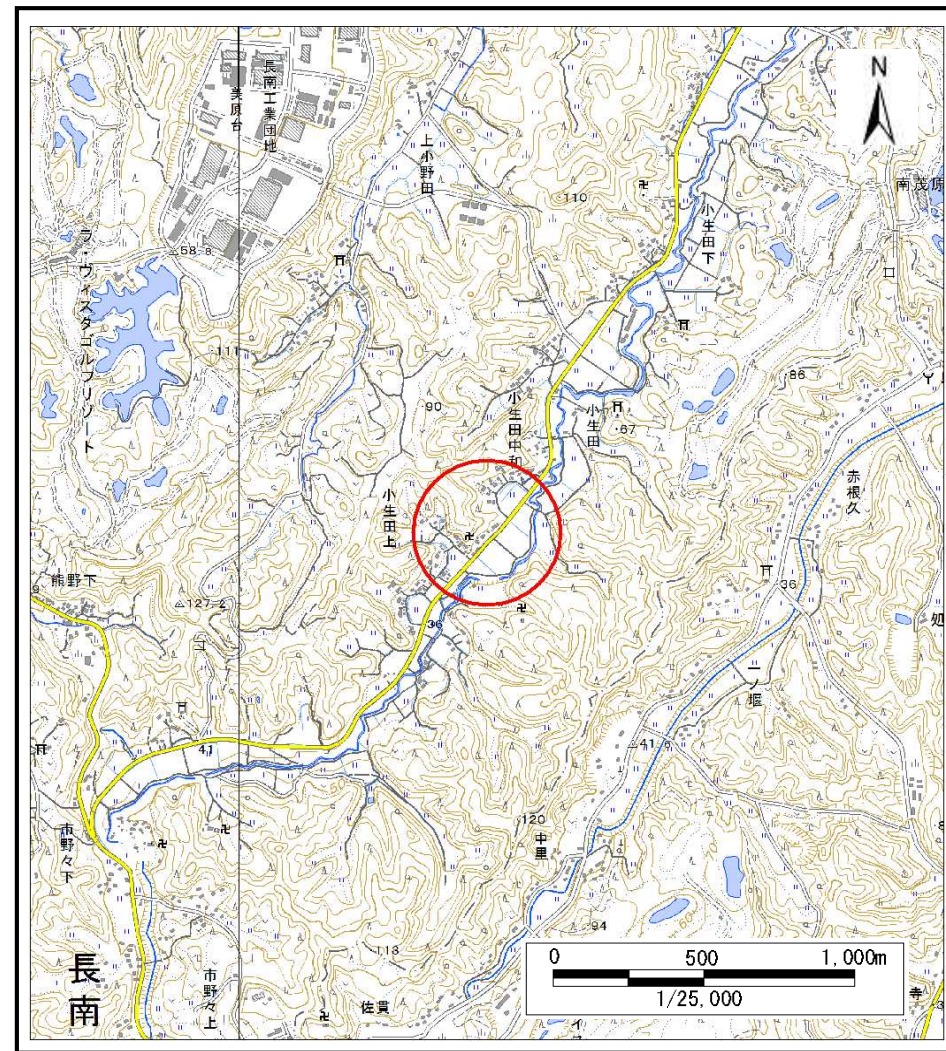 長南工業団地
美原台
N
上小野田
・110
南茂原
小生田下
ラ・ヴィスタゴルフリゾート
58.8
・111
・86
・90
小生田中和
小生田
・67
赤根久
小生田上
熊野下
127.2
36
36
処
一ノ堰
41
41.6
・120
中里
市野々下
・94
・113
長南
市野々上
佐貫
寺
0 500 1,000m
1/25,000